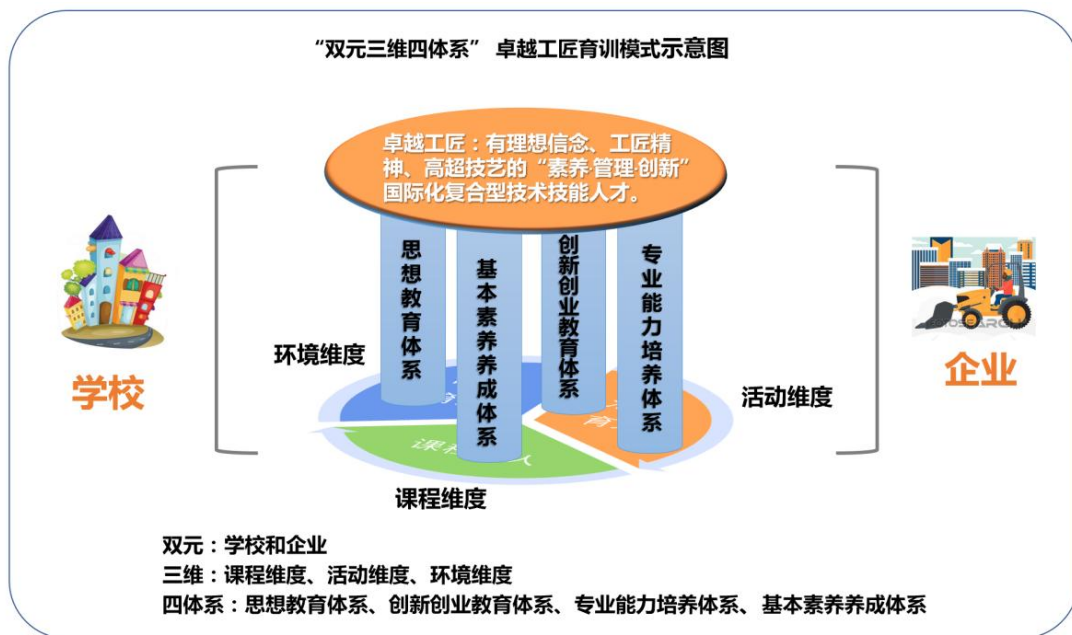 “双元三维四体系” 卓越工匠育训模式示意图
卓越工匠：有理想信念、工匠精
神、高超技艺的“素养·管理·创新”
国际化复合型技术技能人才。
思想教育体系
基本素养养成体系
创新创业教育体系
专业能力培养体系
学校
企业
环境维度
活动维度
课程维度
双元：学校和企业
三维：课程维度、活动维度、环境维度
四体系：思想教育体系、创新创业教育体系、专业能力培养体系、基本素养养成体系